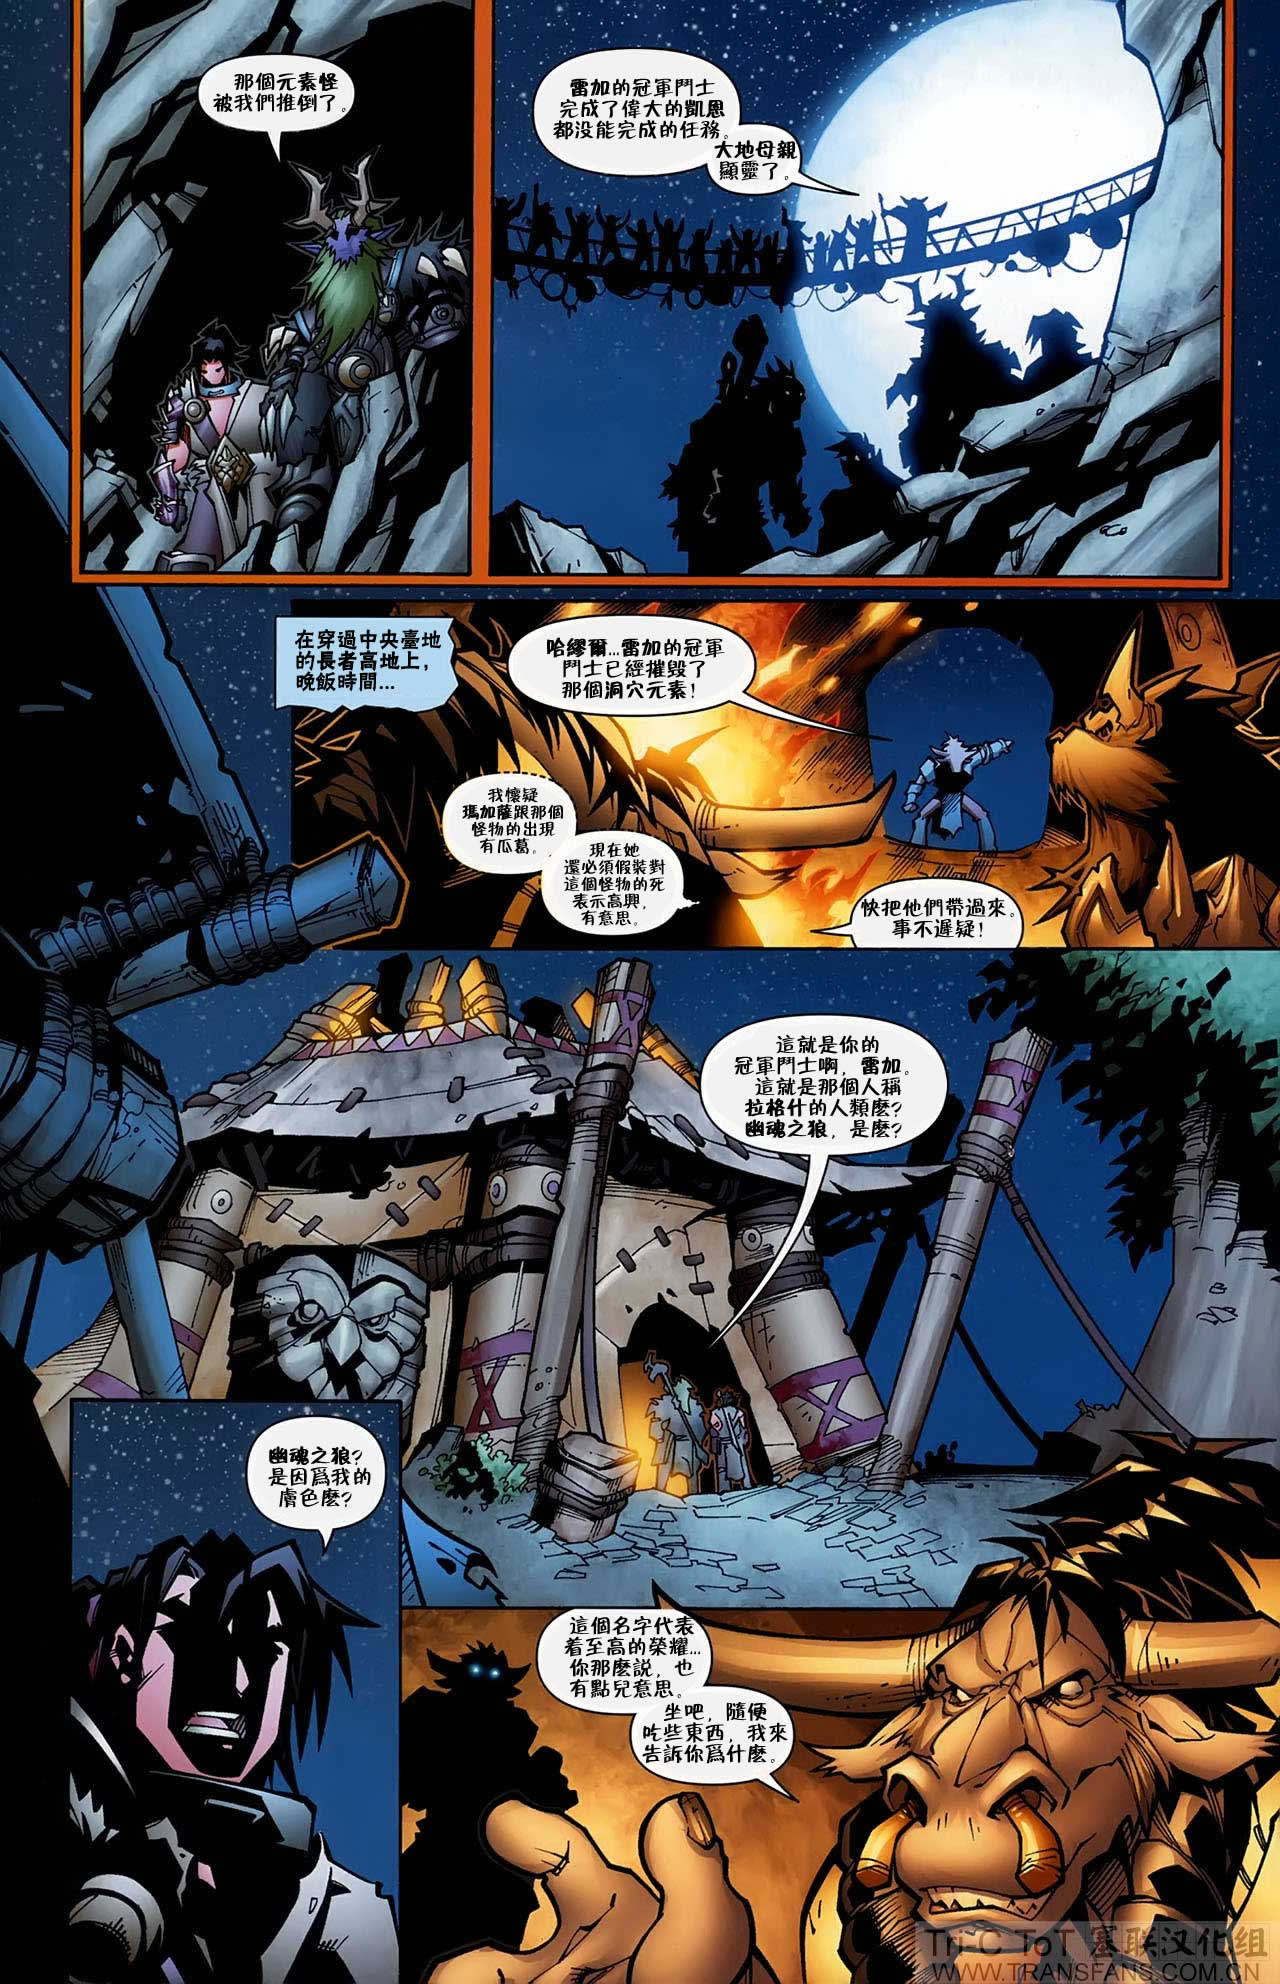 那個元素怪
被我們推倒了。
雷加的冠軍鬥士
完成了偉大的凱恩
都没能完成的任務。
大地母親
顯靈了。
在穿過中央臺地
的長者高地上，
晚飯時間...
哈繆爾...雷加的冠軍
鬥士已經摧毀了
那個洞穴元素！
我懷疑
瑪加薩跟那個
怪物的出現
有瓜葛。
現在她
還必須假裝對
這個怪物的死
表示高興，
有意思。
快把他們帶過來。
事不遲疑！
這就是你的
冠軍鬥士啊，雷加。
這就是那個人稱
拉格什的人類麽？
幽魂之狼，是麽？
幽魂之狼？
是因爲我的
膚色麽？
這個名字代表
着至高的榮耀...
你那麽説，也
有點兒意思。
坐吧，隨便
吃些東西，我來
告訴你爲什麽。
Tri-C ToT 塞联汉化组
WWW.TRANSFANS.COM.CN